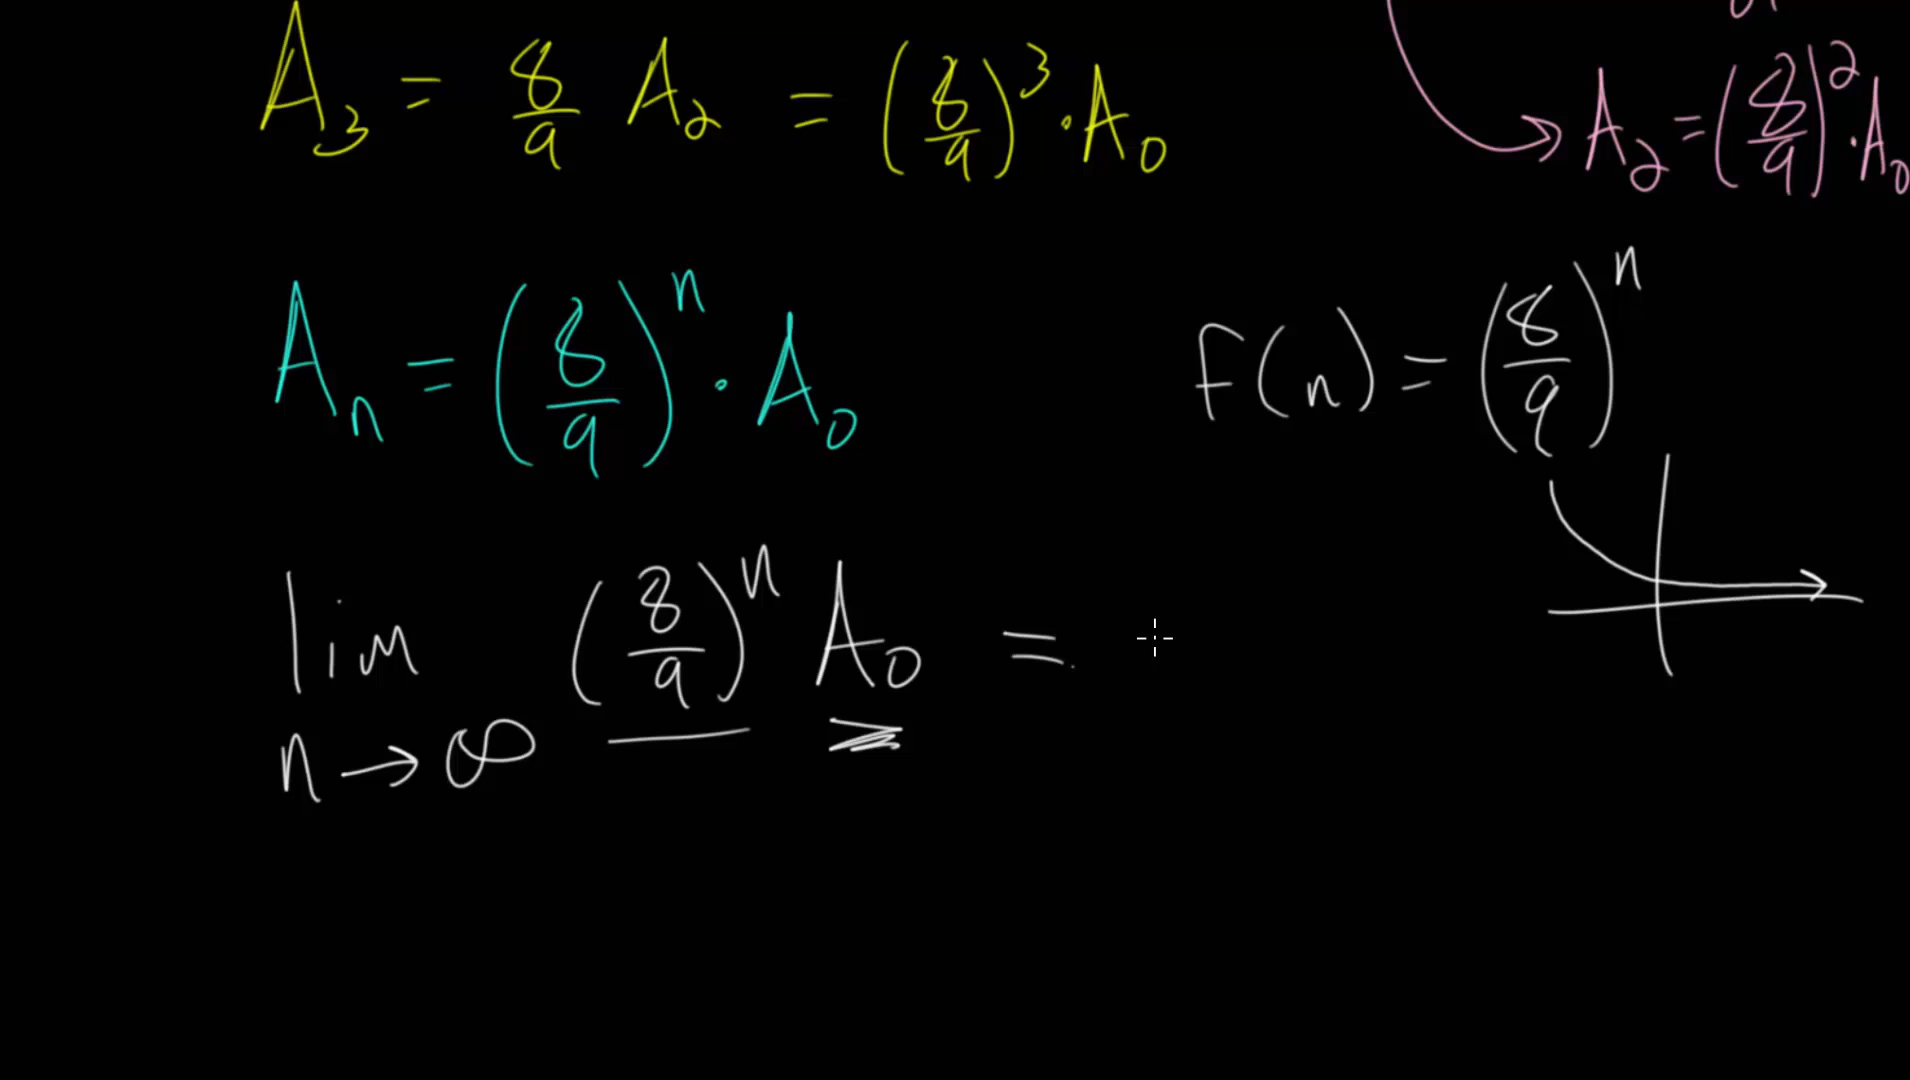 A₃ = 8/9 A₂ = (8/9)³ · A₀
A₂ = (8/9)² · A₀
Aₙ = (8/9)ⁿ · A₀
F(n) = (8/9)ⁿ
lim n→∞ (8/9)ⁿ A₀ =